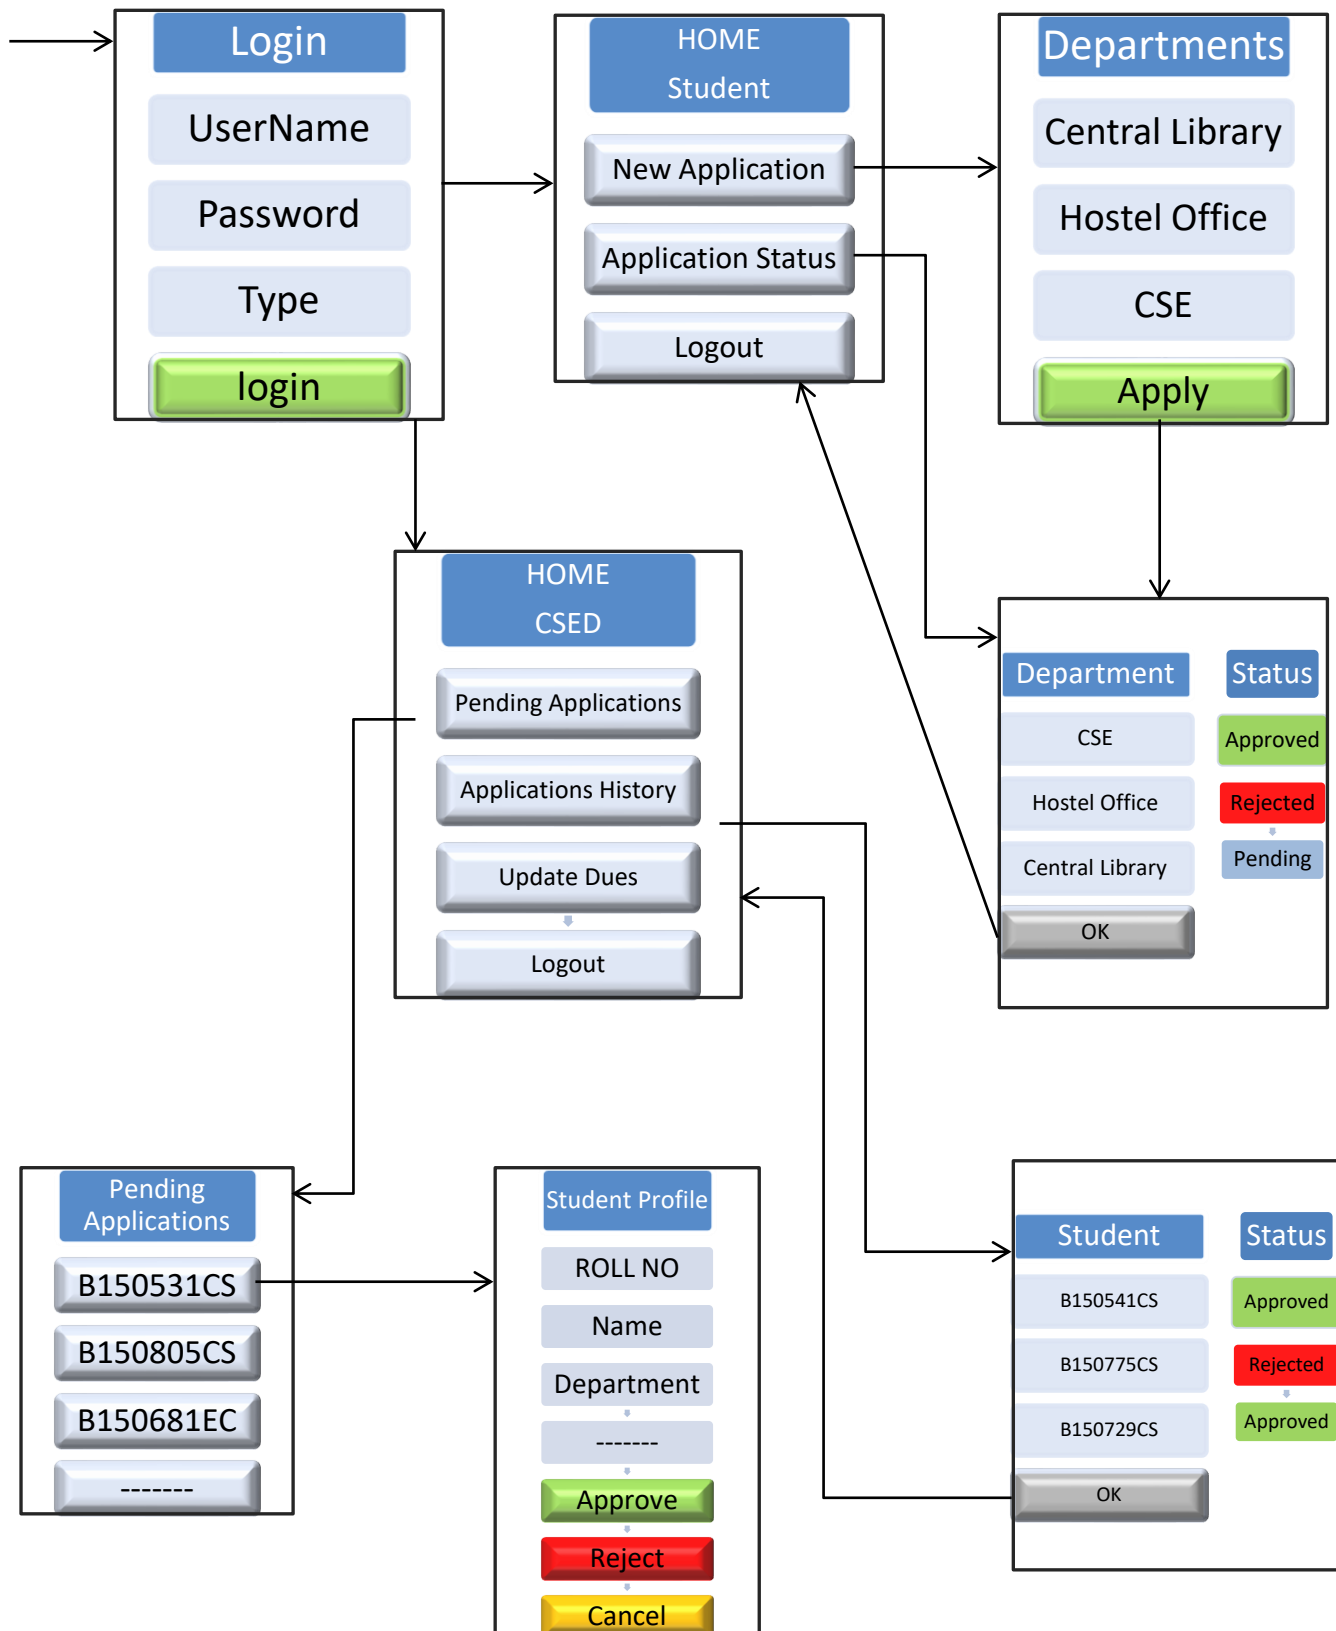 Login
UserName
Password
Type
login
HOME
Student
New Application
Application Status
Logout
Departments
Central Library
Hostel Office
CSE
Apply
HOME
CSED
Pending Applications
Applications History
Update Dues
Logout
Department Status
CSE Approved
Hostel Office Rejected
Central Library Pending
OK
Pending
Applications
B150531CS
B150805CS
B150681EC
-------
Student Profile
ROLL NO
Name
Department
-------
Approve
Reject
Cancel
Student Status
B150541CS Approved
B150775CS Rejected
B150729CS Approved
OK